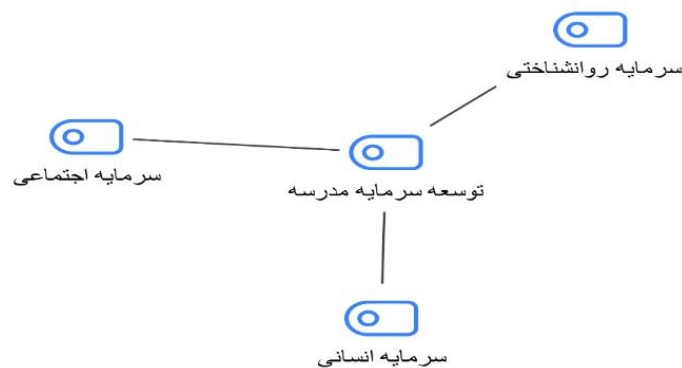 سرمایه روانشناختی
سرمایه اجتماعی
توسعه سرمایه مدرسه
سرمایه انسانی